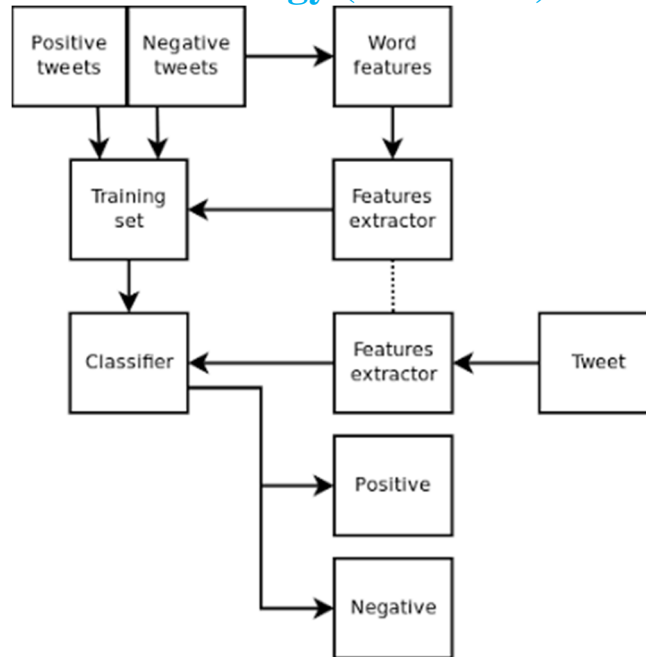 Positive
tweets
Negative
tweets
Word
features
Training
set
Features
extractor
Classifier
Features
extractor
Tweet
Positive
Negative